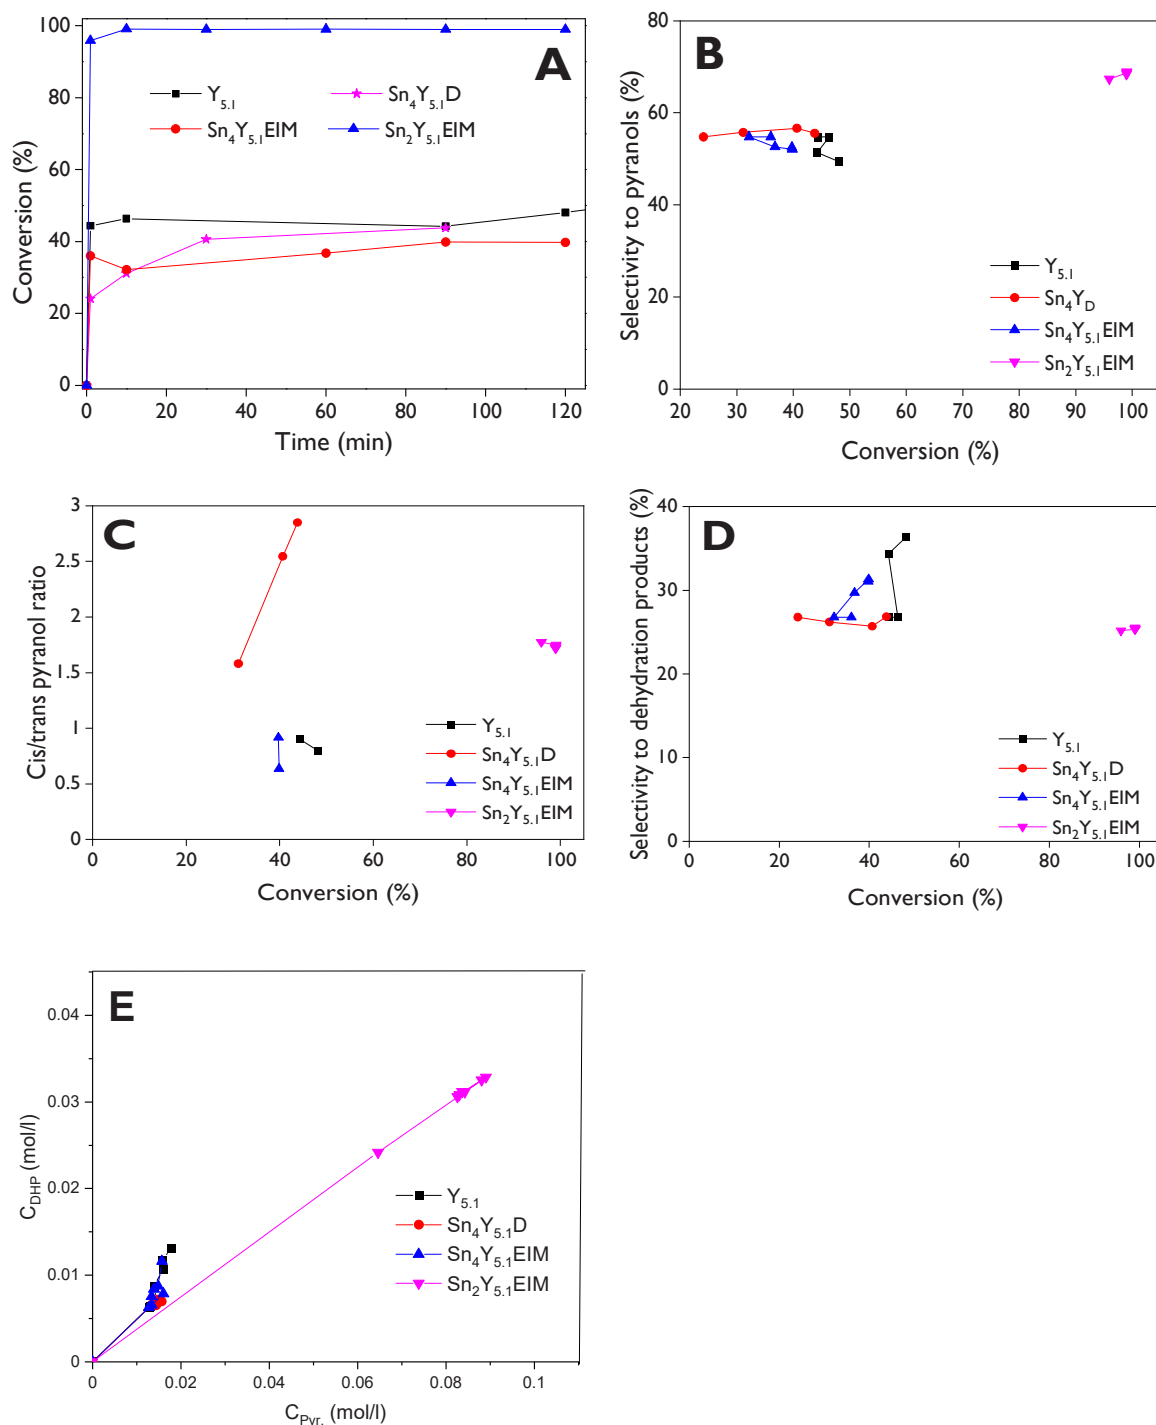 A
Conversion (%)
100
80
60
40
20
0
Y5.1
Sn4Y5.1D
Sn4Y5.1EIM
Sn2Y5.1EIM
0 20 40 60 80 100 120
Time (min)
B
Selectivity to pyranols (%)
80
60
40
20
0
Y5.1
Sn4YD
Sn4Y5.1EIM
Sn2Y5.1EIM
20 30 40 50 60 70 80 90 100
Conversion (%)
C
Cis/trans pyranol ratio
3
2.5
2
1.5
1
0.5
0
Y5.1
Sn4Y5.1D
Sn4Y5.1EIM
Sn2Y5.1EIM
0 20 40 60 80 100
Conversion (%)
D
Selectivity to dehydration products (%)
40
30
20
10
0
Y5.1
Sn4Y5.1D
Sn4Y5.1EIM
Sn2Y5.1EIM
0 20 40 60 80 100
Conversion (%)
E
CDHP (mol/l)
0.04
0.03
0.02
0.01
0
Y5.1
Sn4Y5.1D
Sn4Y5.1EIM
Sn2Y5.1EIM
0 0.02 0.04 0.06 0.08 0.1
CPyr. (mol/l)